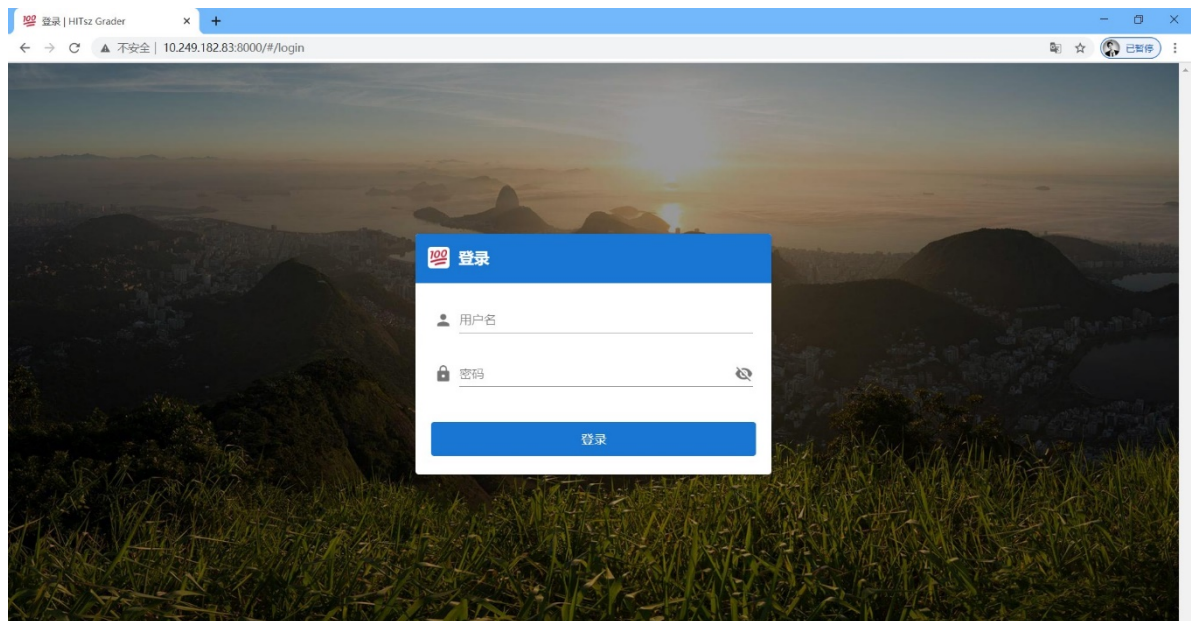 登录 | HITsz Grader
不安全 | 10.249.182.83:8000/#/login
已暂停
登录
用户名
密码
登录